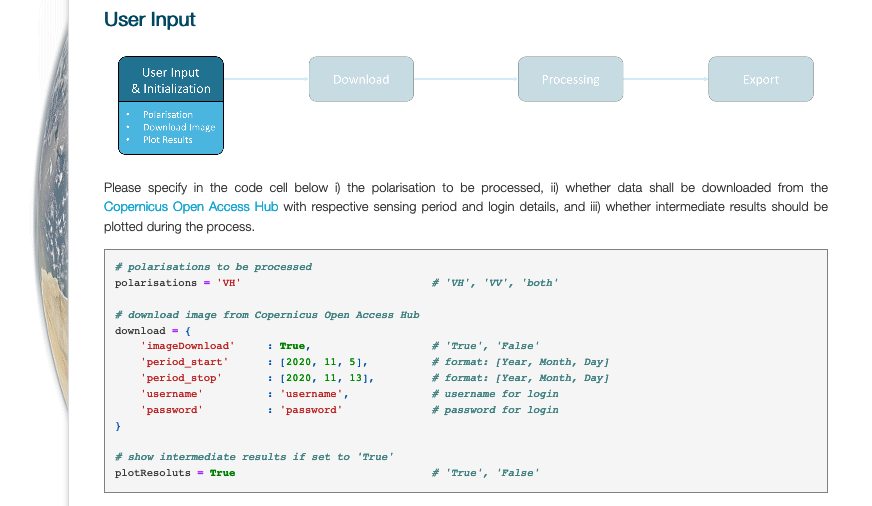 User Input
User Input
& Initialization
• Polarisation
• Download Image
• Plot Results
Download
Processing
Export
Please specify in the code cell below i) the polarisation to be processed, ii) whether data shall be downloaded from the
Copernicus Open Access Hub with respective sensing period and login details, and iii) whether intermediate results should be
plotted during the process.
# polarisations to be processed
polarisations = 'VH' # 'VH', 'VV', 'both'
# download image from Copernicus Open Access Hub
download = {
'imageDownload' : True, # 'True', 'False'
'period_start' : [2020, 11, 5], # format: [Year, Month, Day]
'period_stop' : [2020, 11, 13], # format: [Year, Month, Day]
'username' : 'username', # username for login
'password' : 'password' # password for login
}
# show intermediate results if set to 'True'
plotResoluts = True # 'True', 'False'